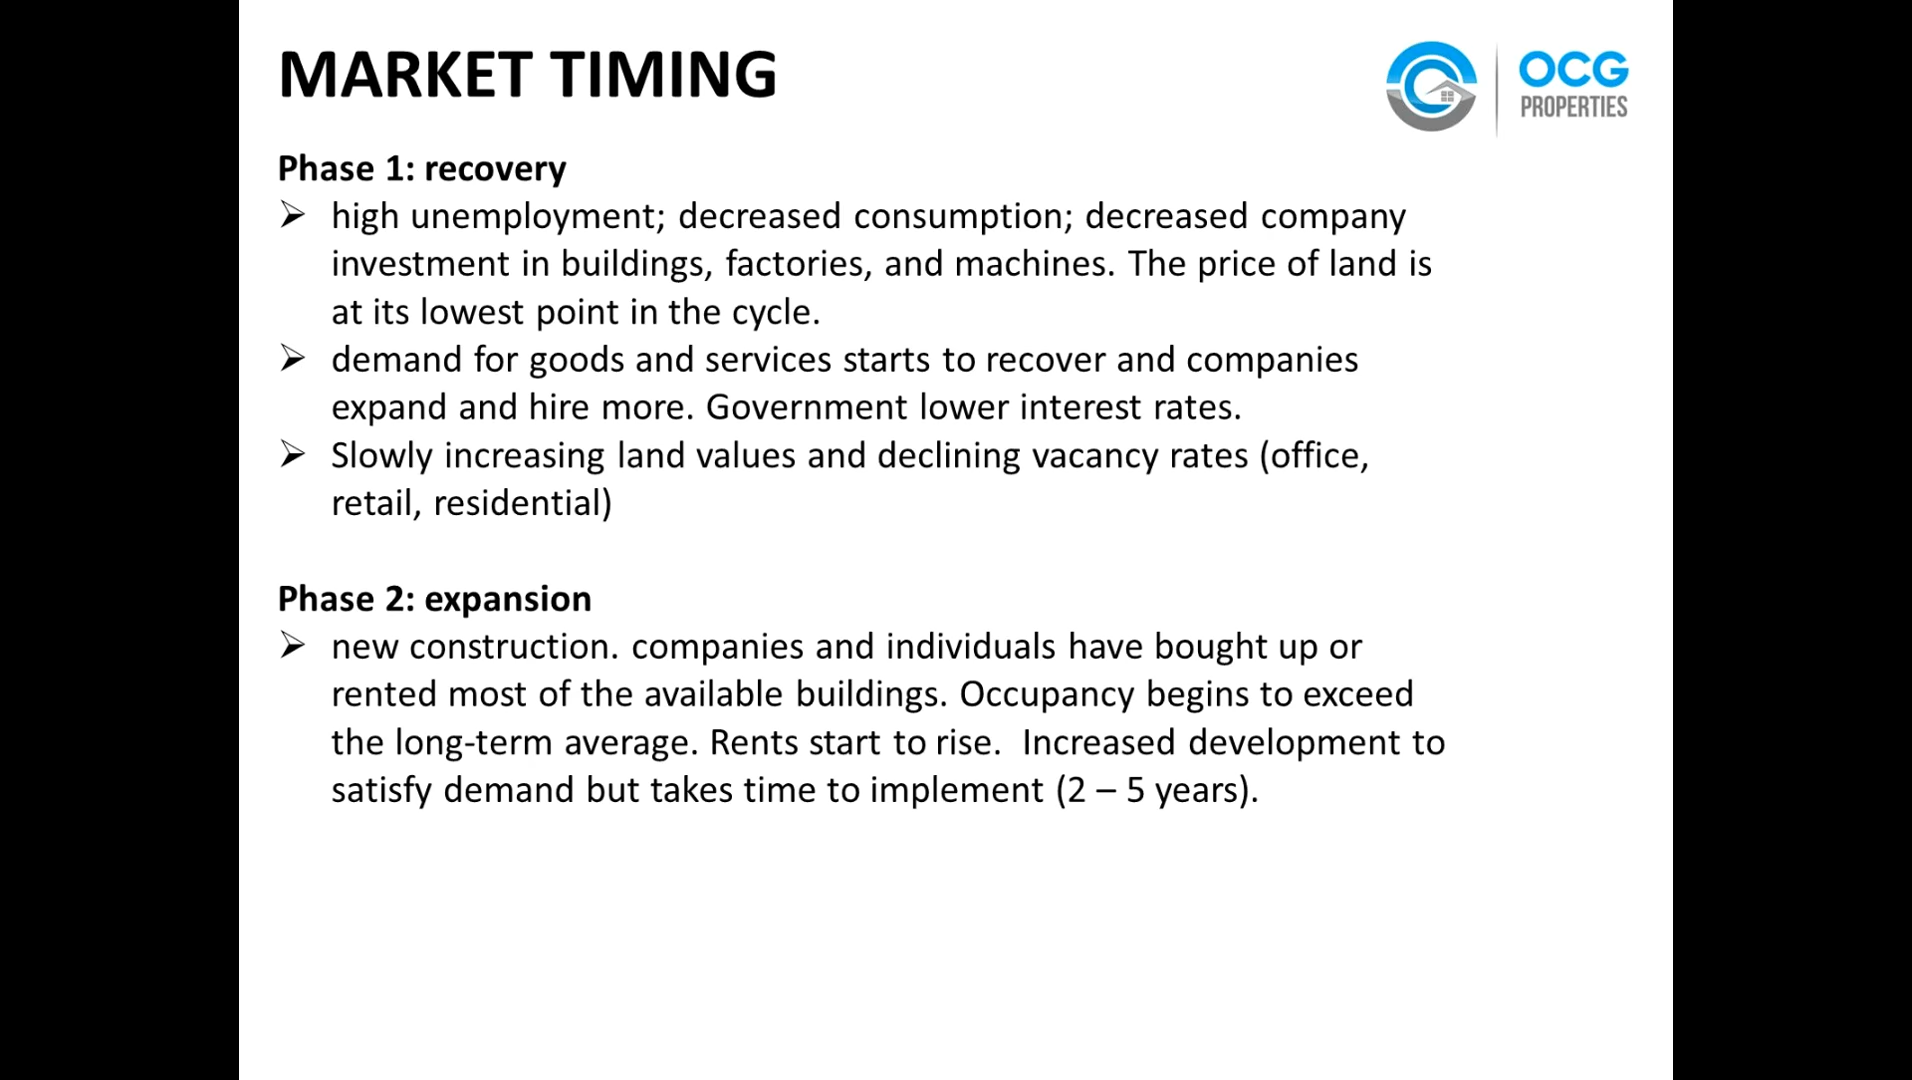 MARKET TIMING
OCG
PROPERTIES
Phase 1: recovery
➢ high unemployment; decreased consumption; decreased company
investment in buildings, factories, and machines. The price of land is
at its lowest point in the cycle.
➢ demand for goods and services starts to recover and companies
expand and hire more. Government lower interest rates.
➢ Slowly increasing land values and declining vacancy rates (office,
retail, residential)
Phase 2: expansion
➢ new construction. companies and individuals have bought up or
rented most of the available buildings. Occupancy begins to exceed
the long-term average. Rents start to rise.  Increased development to
satisfy demand but takes time to implement (2 – 5 years).